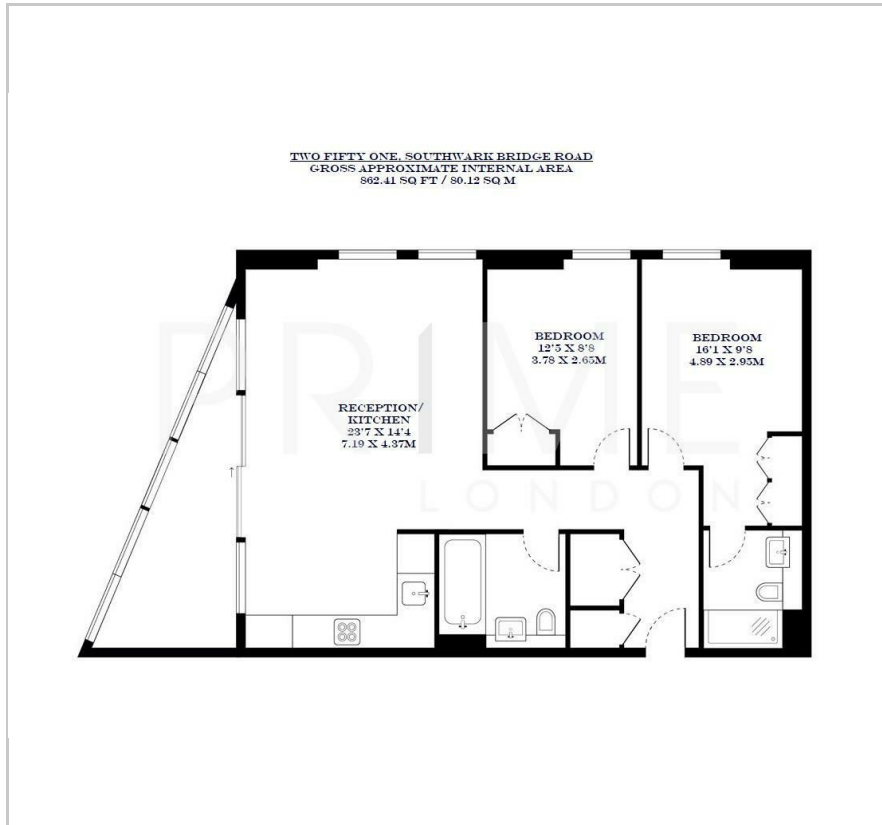 TWO FIFTY ONE, SOUTHWARK BRIDGE ROAD
GROSS APPROXIMATE INTERNAL AREA
862.41 SQ FT / 80.12 SQ M
BEDROOM
12'5 X 8'8
3.78 X 2.65M
BEDROOM
16'1 X 9'8
4.89 X 2.95M
RECEPTION/
KITCHEN
23'7 X 14'4
7.19 X 4.37M
PRIME
LONDON